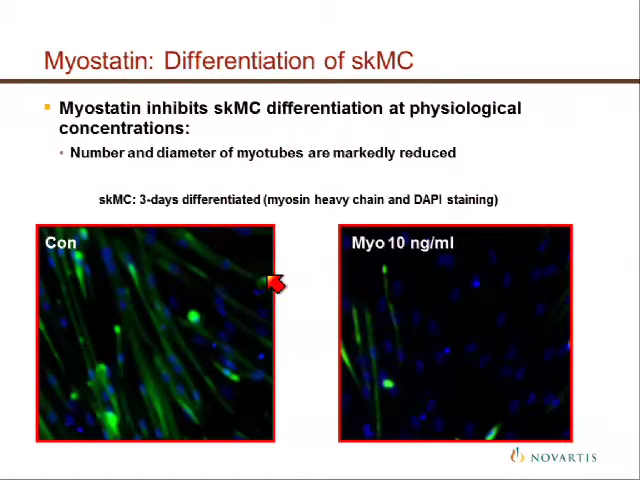 Myostatin: Differentiation of skMC
Myostatin inhibits skMC differentiation at physiological
concentrations:
Number and diameter of myotubes are markedly reduced
skMC: 3-days differentiated (myosin heavy chain and DAPI staining)
Con
Myo 10 ng/ml
NOVARTIS